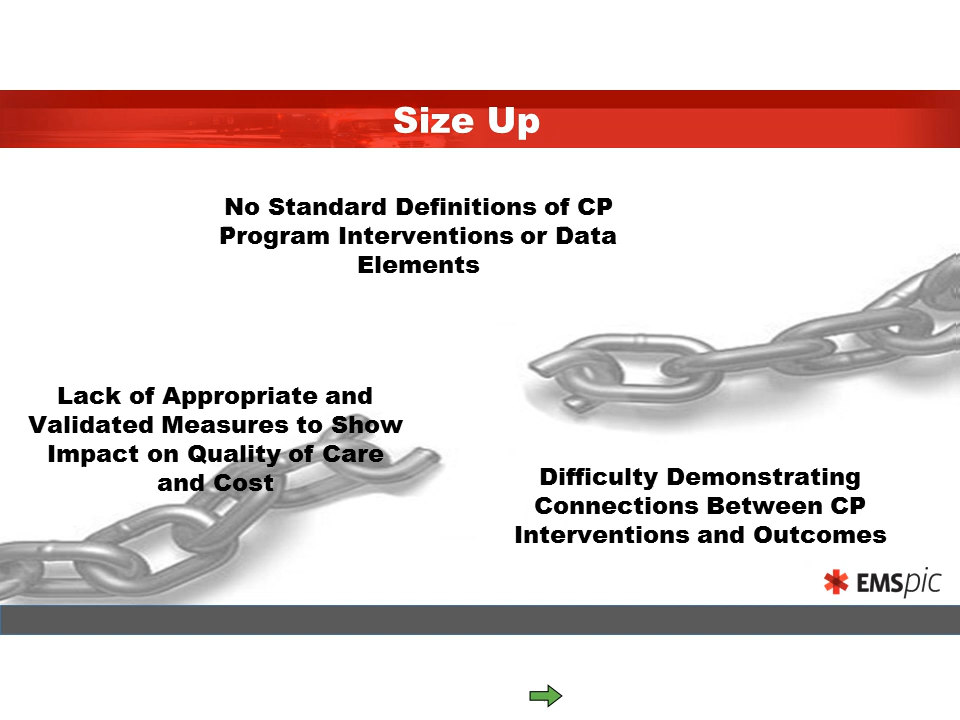 Size Up
No Standard Definitions of CP
Program Interventions or Data
Elements
Lack of Appropriate and
Validated Measures to Show
Impact on Quality of Care
and Cost
Difficulty Demonstrating
Connections Between CP
Interventions and Outcomes
EMSpic